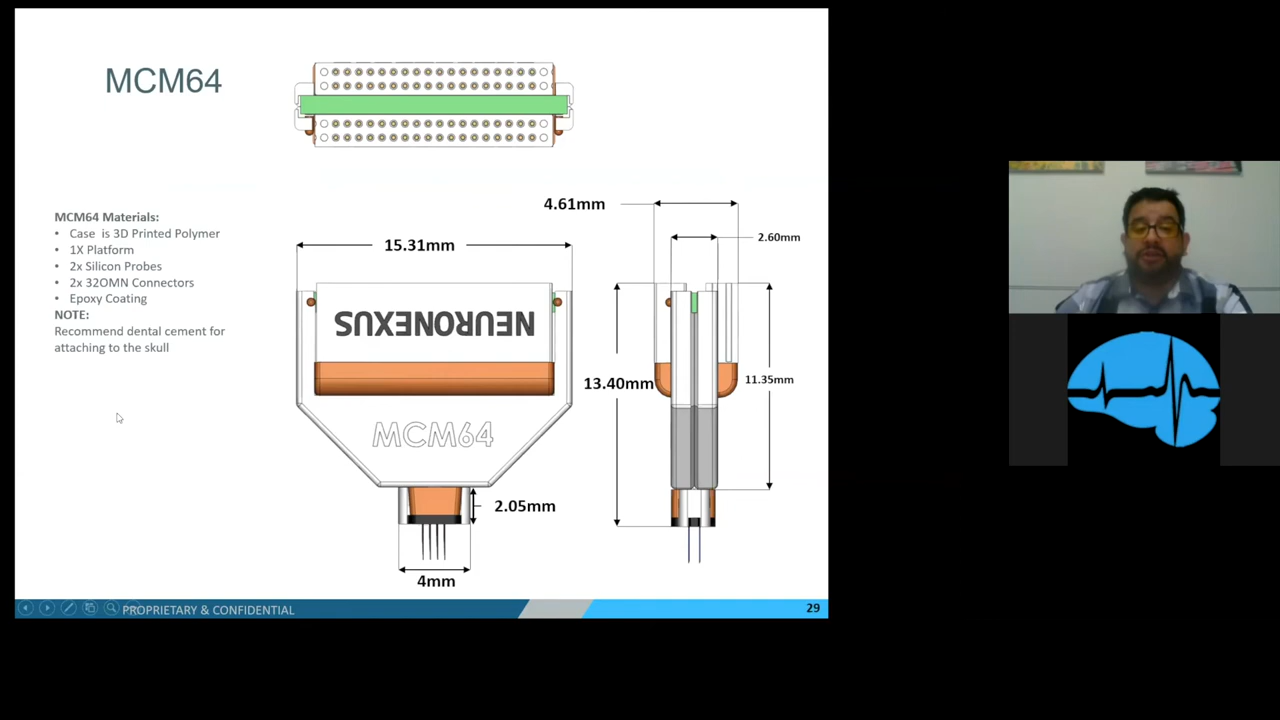 MCM64
MCM64 Materials:
• Case is 3D Printed Polymer
• 1X Platform
• 2x Silicon Probes
• 2x 32OMN Connectors
• Epoxy Coating
NOTE:
Recommend dental cement for
attaching to the skull
4.61mm
2.60mm
15.31mm
NEURONEXUS
13.40mm
11.35mm
MCM64
2.05mm
4mm
PROPRIETARY & CONFIDENTIAL
29